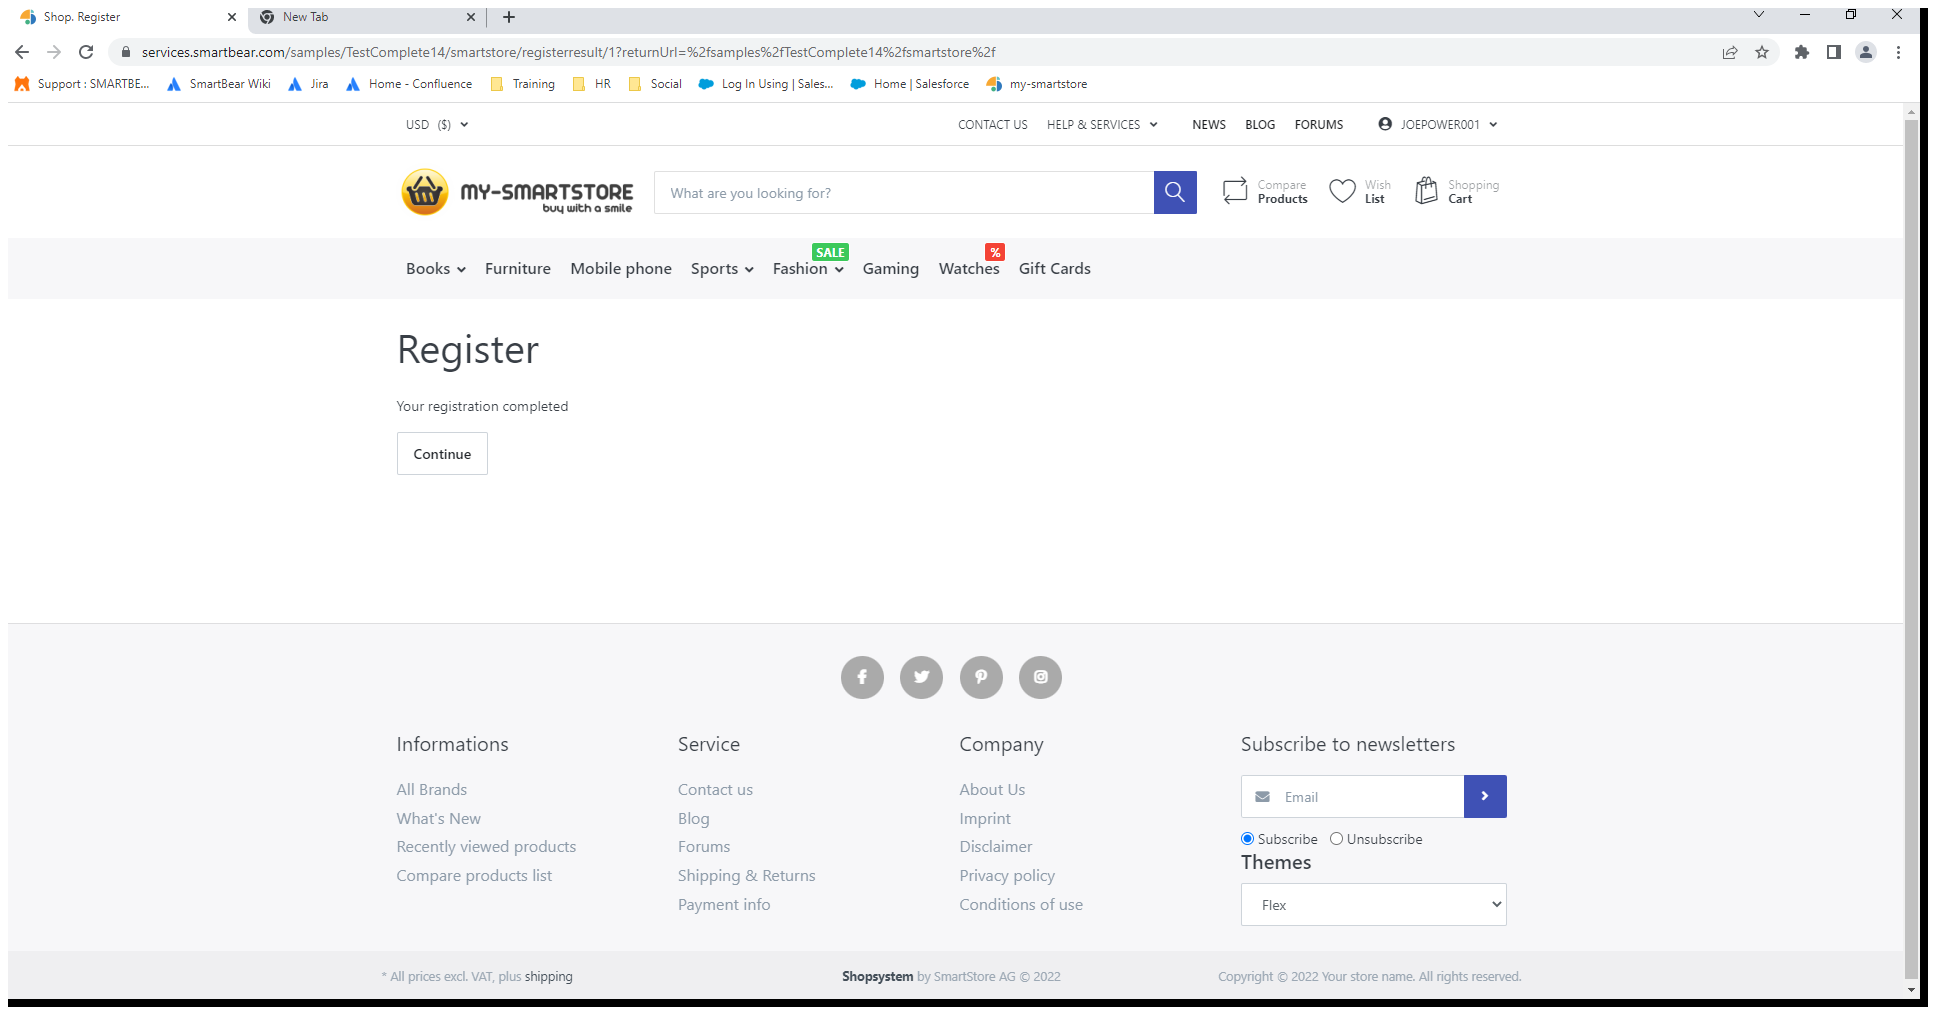 Shop. Register
New Tab
services.smartbear.com/samples/TestComplete14/smartstore/registerresult/1?returnUrl=%2fsamples%2fTestComplete14%2fsmartstore%2f
Support : SMARTBE... SmartBear Wiki Jira Home - Confluence Training HR Social Log In Using | Sales... Home | Salesforce my-smartstore
USD ($) CONTACT US HELP & SERVICES NEWS BLOG FORUMS JOEPOWER001
MY-SMARTSTORE
buy with a smile
What are you looking for?
Compare
Products
Wish
List
Shopping
Cart
SALE %
Books Furniture Mobile phone Sports Fashion Gaming Watches Gift Cards
Register
Your registration completed
Continue
Informations
All Brands
What's New
Recently viewed products
Compare products list
Service
Contact us
Blog
Forums
Shipping & Returns
Payment info
Company
About Us
Imprint
Disclaimer
Privacy policy
Conditions of use
Subscribe to newsletters
Email
Subscribe Unsubscribe
Themes
Flex
* All prices excl. VAT, plus shipping
Shopsystem by SmartStore AG © 2022
Copyright © 2022 Your store name. All rights reserved.